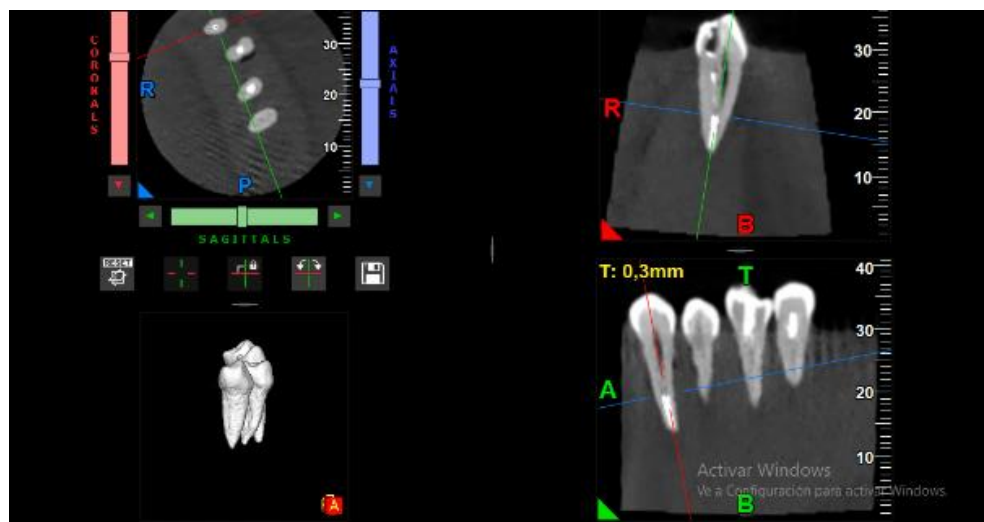 CORONALS
R
P
30
20
10
AXIALS
SAGITTALS
RESET
A
R
B
30
20
10
T: 0,3mm
T
A
B
40
30
20
10
Activar Windows
Ve a Configuración para activar Windows.